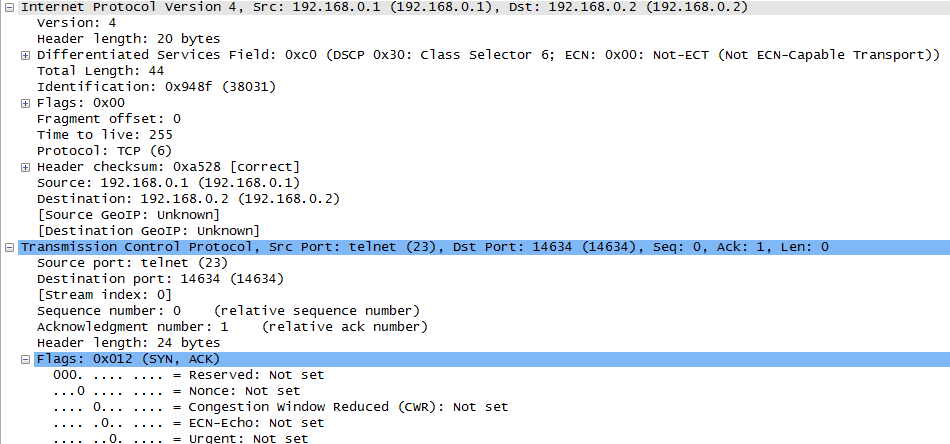 Internet Protocol Version 4, Src: 192.168.0.1 (192.168.0.1), Dst: 192.168.0.2 (192.168.0.2)
Version: 4
Header length: 20 bytes
Differentiated Services Field: 0xc0 (DSCP 0x30: Class Selector 6; ECN: 0x00: Not-ECT (Not ECN-Capable Transport))
Total Length: 44
Identification: 0x948f (38031)
Flags: 0x00
Fragment offset: 0
Time to live: 255
Protocol: TCP (6)
Header checksum: 0xa528 [correct]
Source: 192.168.0.1 (192.168.0.1)
Destination: 192.168.0.2 (192.168.0.2)
[Source GeoIP: Unknown]
[Destination GeoIP: Unknown]
Transmission Control Protocol, Src Port: telnet (23), Dst Port: 14634 (14634), Seq: 0, Ack: 1, Len: 0
Source port: telnet (23)
Destination port: 14634 (14634)
[Stream index: 0]
Sequence number: 0    (relative sequence number)
Acknowledgment number: 1    (relative ack number)
Header length: 24 bytes
Flags: 0x012 (SYN, ACK)
000. .... .... = Reserved: Not set
...0 .... .... = Nonce: Not set
.... 0... .... = Congestion Window Reduced (CWR): Not set
.... .0.. .... = ECN-Echo: Not set
.... ..0. .... = Urgent: Not set